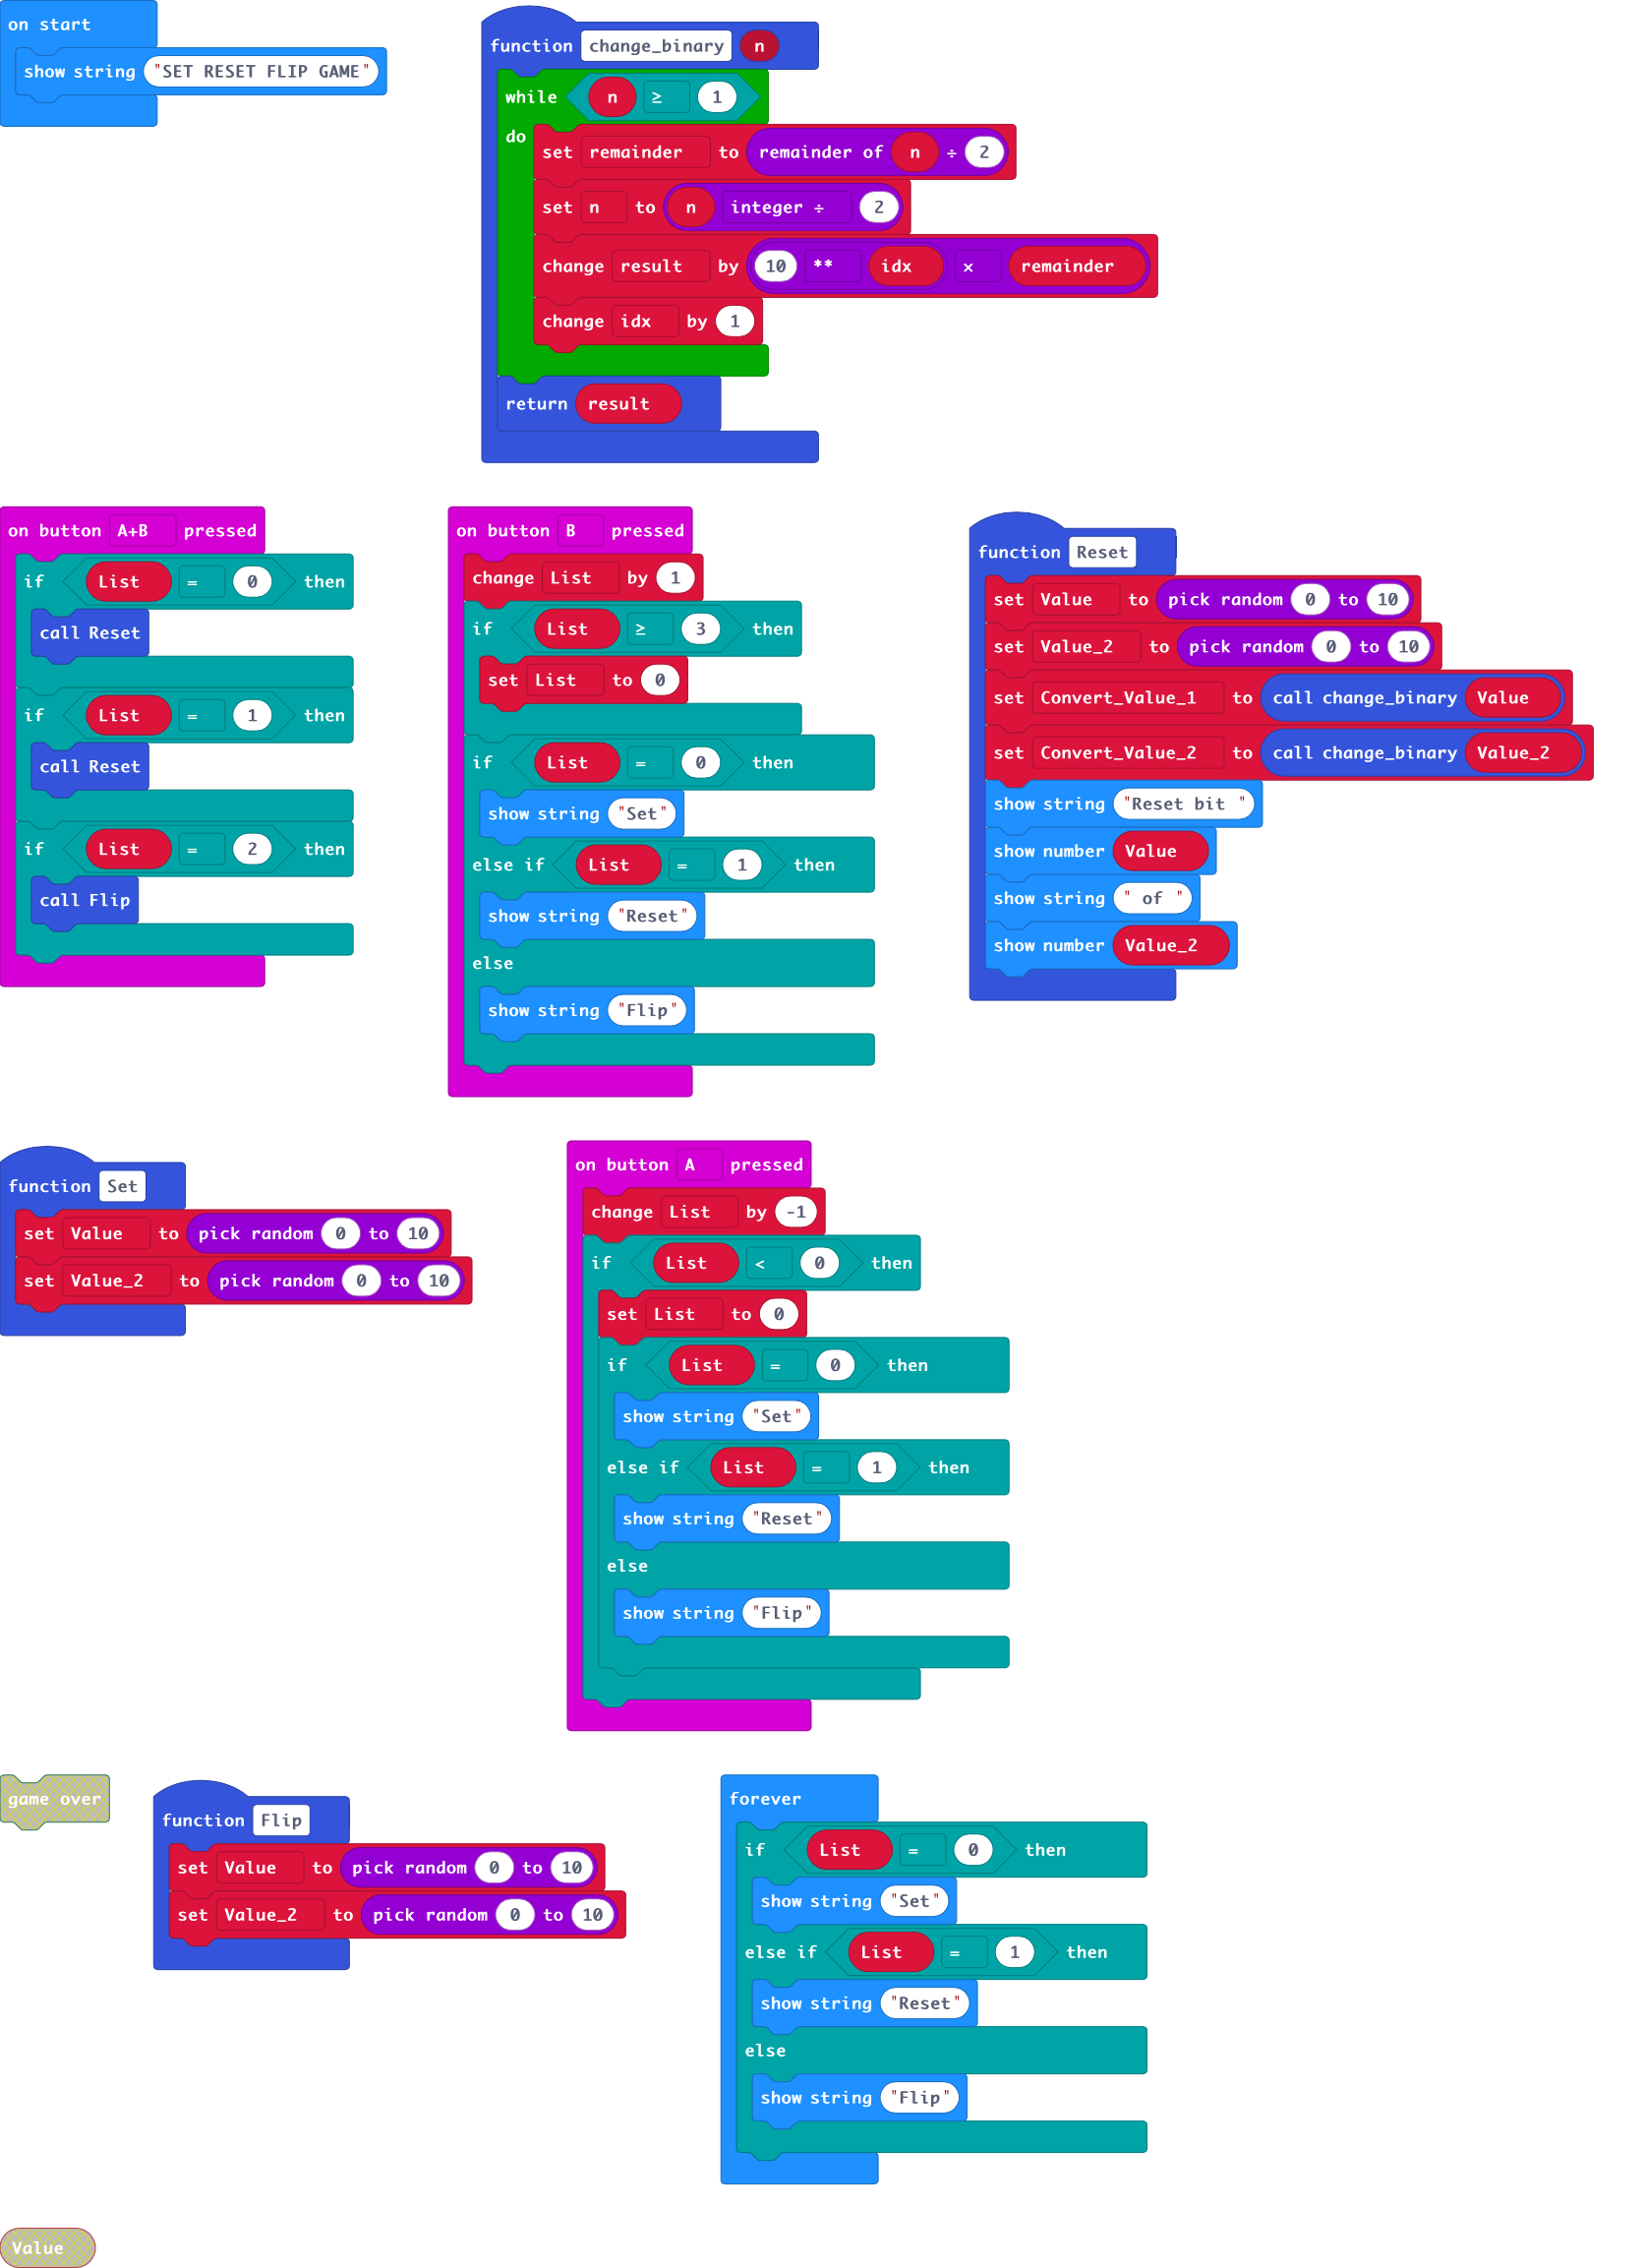 on start
show string "SET RESET FLIP GAME"
function change_binary n
while n ≥ 1
do
set remainder to remainder of n ÷ 2
set n to n integer ÷ 2
change result by 10 ** idx × remainder
change idx by 1
return result
on button A+B pressed
if List = 0 then
call Reset
if List = 1 then
call Reset
if List = 2 then
call Flip
on button B pressed
change List by 1
if List ≥ 3 then
set List to 0
if List = 0 then
show string "Set"
else if List = 1 then
show string "Reset"
else
show string "Flip"
function Reset
set Value to pick random 0 to 10
set Value_2 to pick random 0 to 10
set Convert_Value_1 to call change_binary Value
set Convert_Value_2 to call change_binary Value_2
show string "Reset bit "
show number Value
show string " of "
show number Value_2
function Set
set Value to pick random 0 to 10
set Value_2 to pick random 0 to 10
on button A pressed
change List by -1
if List < 0 then
set List to 0
if List = 0 then
show string "Set"
else if List = 1 then
show string "Reset"
else
show string "Flip"
game over
function Flip
set Value to pick random 0 to 10
set Value_2 to pick random 0 to 10
forever
if List = 0 then
show string "Set"
else if List = 1 then
show string "Reset"
else
show string "Flip"
Value